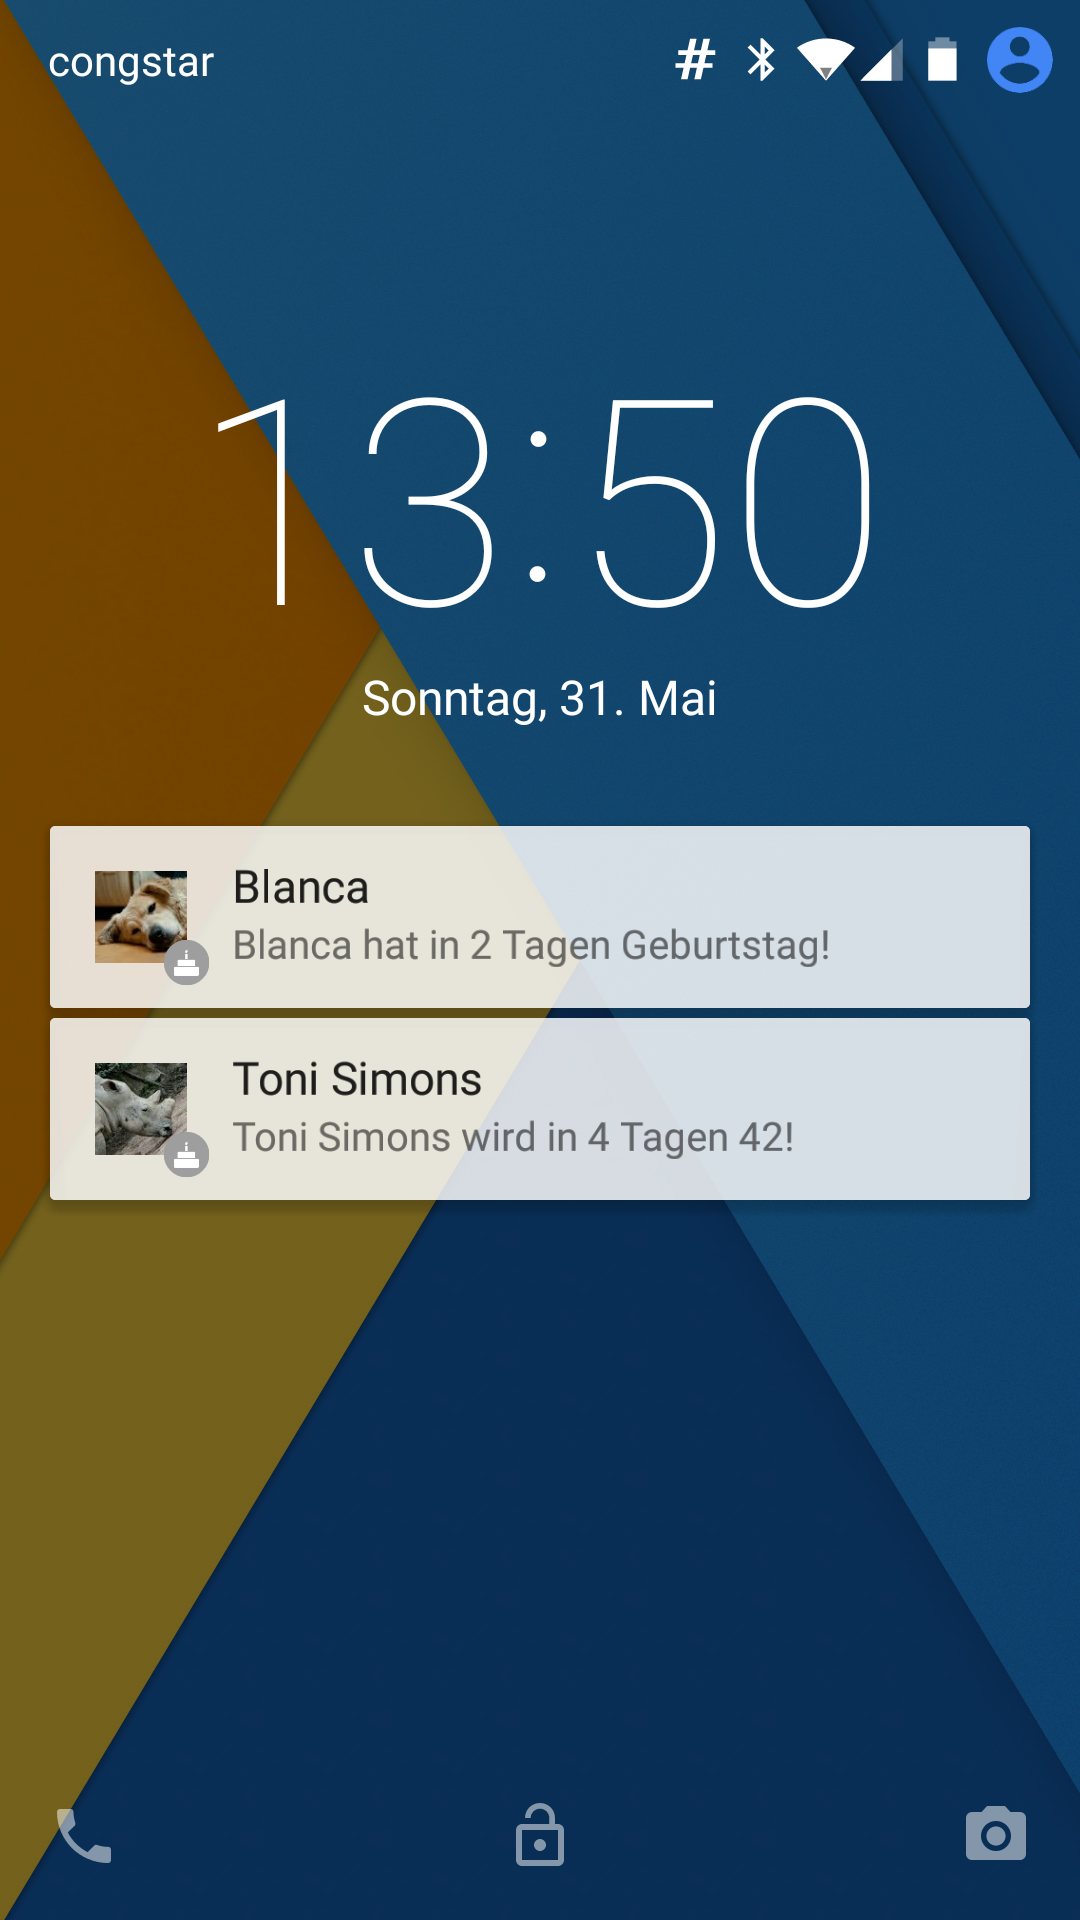 congstar #
13:50
Sonntag, 31. Mai
Blanca
Blanca hat in 2 Tagen Geburtstag!
Toni Simons
Toni Simons wird in 4 Tagen 42!